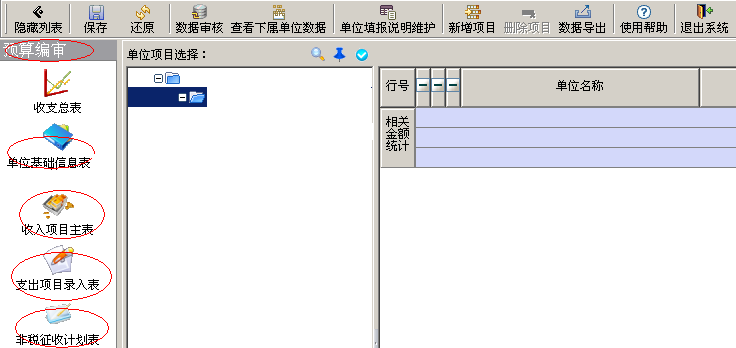 隐藏列表 保存 还原 数据审核 查看下属单位数据 单位填报说明维护 新增项目 删除项目 数据导出 使用帮助 退出系统
预算编审
单位项目选择：
收支总表
单位基础信息表
收入项目主表
支出项目录入表
非税征收计划表
行号 单位名称
相关
金额
统计